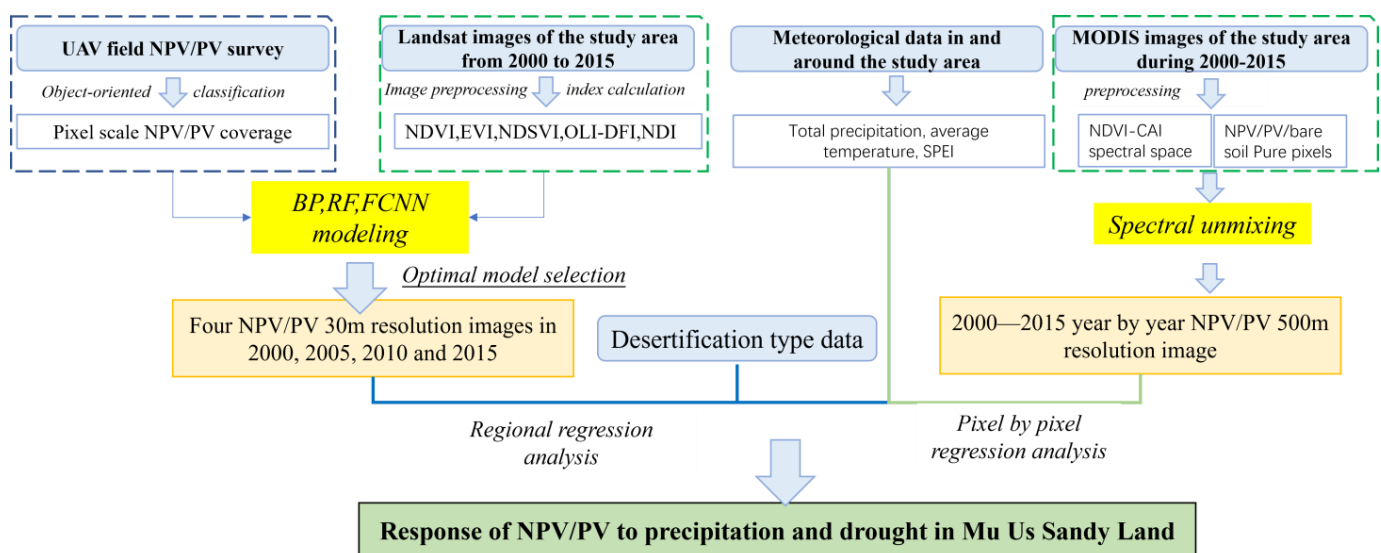 UAV field NPV/PV survey
Object-oriented classification
Pixel scale NPV/PV coverage
Landsat images of the study area
from 2000 to 2015
Image preprocessing index calculation
NDVI,EVI,NDSVI,OLI-DFI,NDI
Meteorological data in and
around the study area
Total precipitation, average
temperature, SPEI
MODIS images of the study area
during 2000-2015
preprocessing
NDVI-CAI
spectral space
NPV/PV/bare
soil Pure pixels
BP,RF,FCNN
modeling
Spectral unmixing
Optimal model selection
Four NPV/PV 30m resolution images in
2000, 2005, 2010 and 2015
Desertification type data
2000—2015 year by year NPV/PV 500m
resolution image
Regional regression
analysis
Pixel by pixel
regression analysis
Response of NPV/PV to precipitation and drought in Mu Us Sandy Land